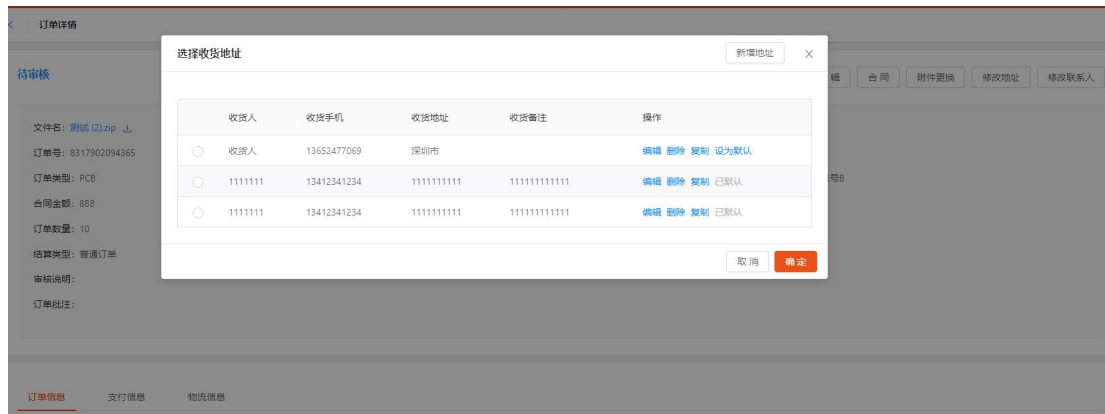 订单详情
选择收货地址 新增地址
待审核 辑 合同 附件更换 修改地址 修改联系人
收货人 收货手机 收货地址 收货备注 操作
文件名：测试 (2).zip
收货人 13652477069 深圳市 编辑 删除 复制 设为默认
订单号：8317902094365
订单类型：PCB 1111111 13412341234 1111111111 111111111111 编辑 删除 复制 已默认 号B
合同金额：888
1111111 13412341234 1111111111 111111111111 编辑 删除 复制 已默认
订单数量：10
结算类型：普通订单 取消 确定
审核说明：
订单批注：
订单信息 支付信息 物流信息